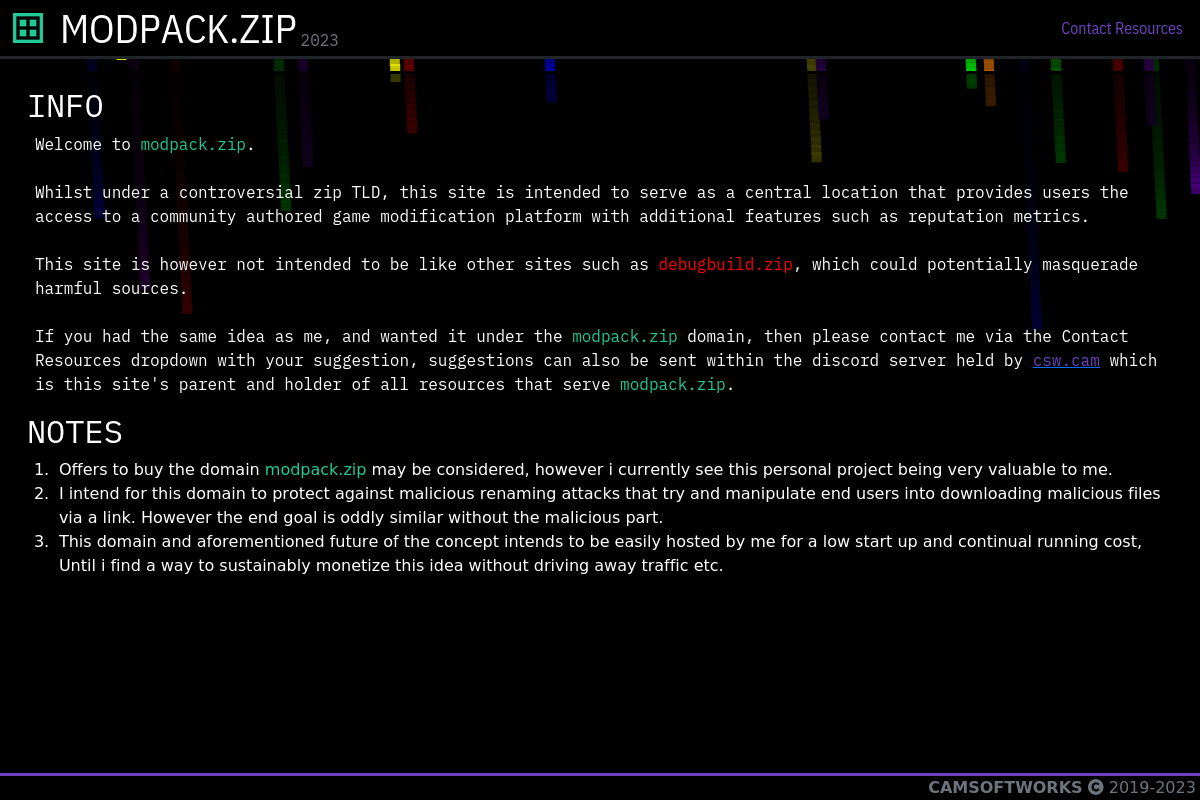 MODPACK.ZIP 2023
Contact Resources
INFO
Welcome to modpack.zip.
Whilst under a controversial zip TLD, this site is intended to serve as a central location that provides users the
access to a community authored game modification platform with additional features such as reputation metrics.
This site is however not intended to be like other sites such as debugbuild.zip, which could potentially masquerade
harmful sources.
If you had the same idea as me, and wanted it under the modpack.zip domain, then please contact me via the Contact
Resources dropdown with your suggestion, suggestions can also be sent within the discord server held by csw.cam which
is this site's parent and holder of all resources that serve modpack.zip.
NOTES
1. Offers to buy the domain modpack.zip may be considered, however i currently see this personal project being very valuable to me.
2. I intend for this domain to protect against malicious renaming attacks that try and manipulate end users into downloading malicious files
via a link. However the end goal is oddly similar without the malicious part.
3. This domain and aforementioned future of the concept intends to be easily hosted by me for a low start up and continual running cost,
Until i find a way to sustainably monetize this idea without driving away traffic etc.
CAMSOFTWORKS © 2019-2023